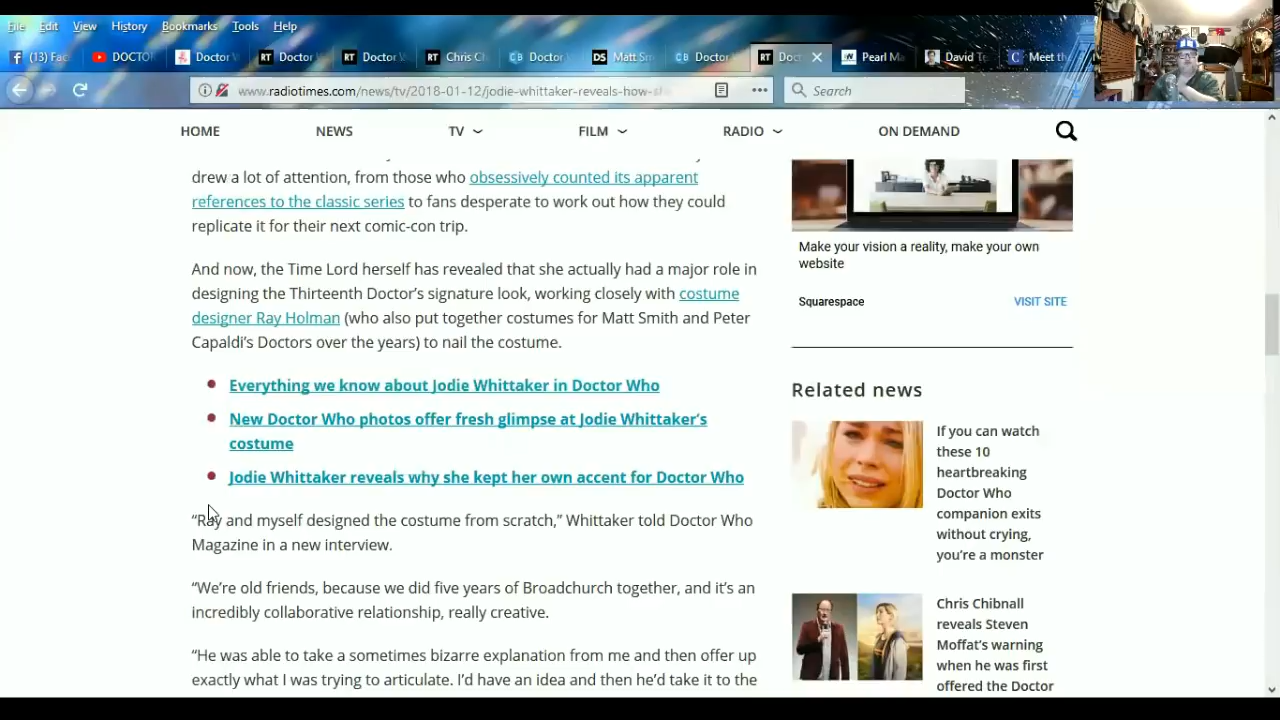 File Edit View History Bookmarks Tools Help
(13) Fac DOCTOR Doctor W Doctor W Doctor W Chris Ch Doctor Matt Sm Doctor Doct Pearl Ma David Te Meet the
www.radiotimes.com/news/tv/2018-01-12/jodie-whittaker-reveals-how-sh Search
HOME NEWS TV FILM RADIO ON DEMAND
drew a lot of attention, from those who obsessively counted its apparent
references to the classic series to fans desperate to work out how they could
replicate it for their next comic-con trip.
And now, the Time Lord herself has revealed that she actually had a major role in
designing the Thirteenth Doctor's signature look, working closely with costume
designer Ray Holman (who also put together costumes for Matt Smith and Peter
Capaldi's Doctors over the years) to nail the costume.
Everything we know about Jodie Whittaker in Doctor Who
New Doctor Who photos offer fresh glimpse at Jodie Whittaker's
costume
Jodie Whittaker reveals why she kept her own accent for Doctor Who
“Ray and myself designed the costume from scratch,” Whittaker told Doctor Who
Magazine in a new interview.
“We're old friends, because we did five years of Broadchurch together, and it's an
incredibly collaborative relationship, really creative.
“He was able to take a sometimes bizarre explanation from me and then offer up
exactly what I was trying to articulate. I'd have an idea and then he'd take it to the
Make your vision a reality, make your own
website
Squarespace VISIT SITE
Related news
If you can watch
these 10
heartbreaking
Doctor Who
companion exits
without crying,
you're a monster
Chris Chibnall
reveals Steven
Moffat's warning
when he was first
offered the Doctor